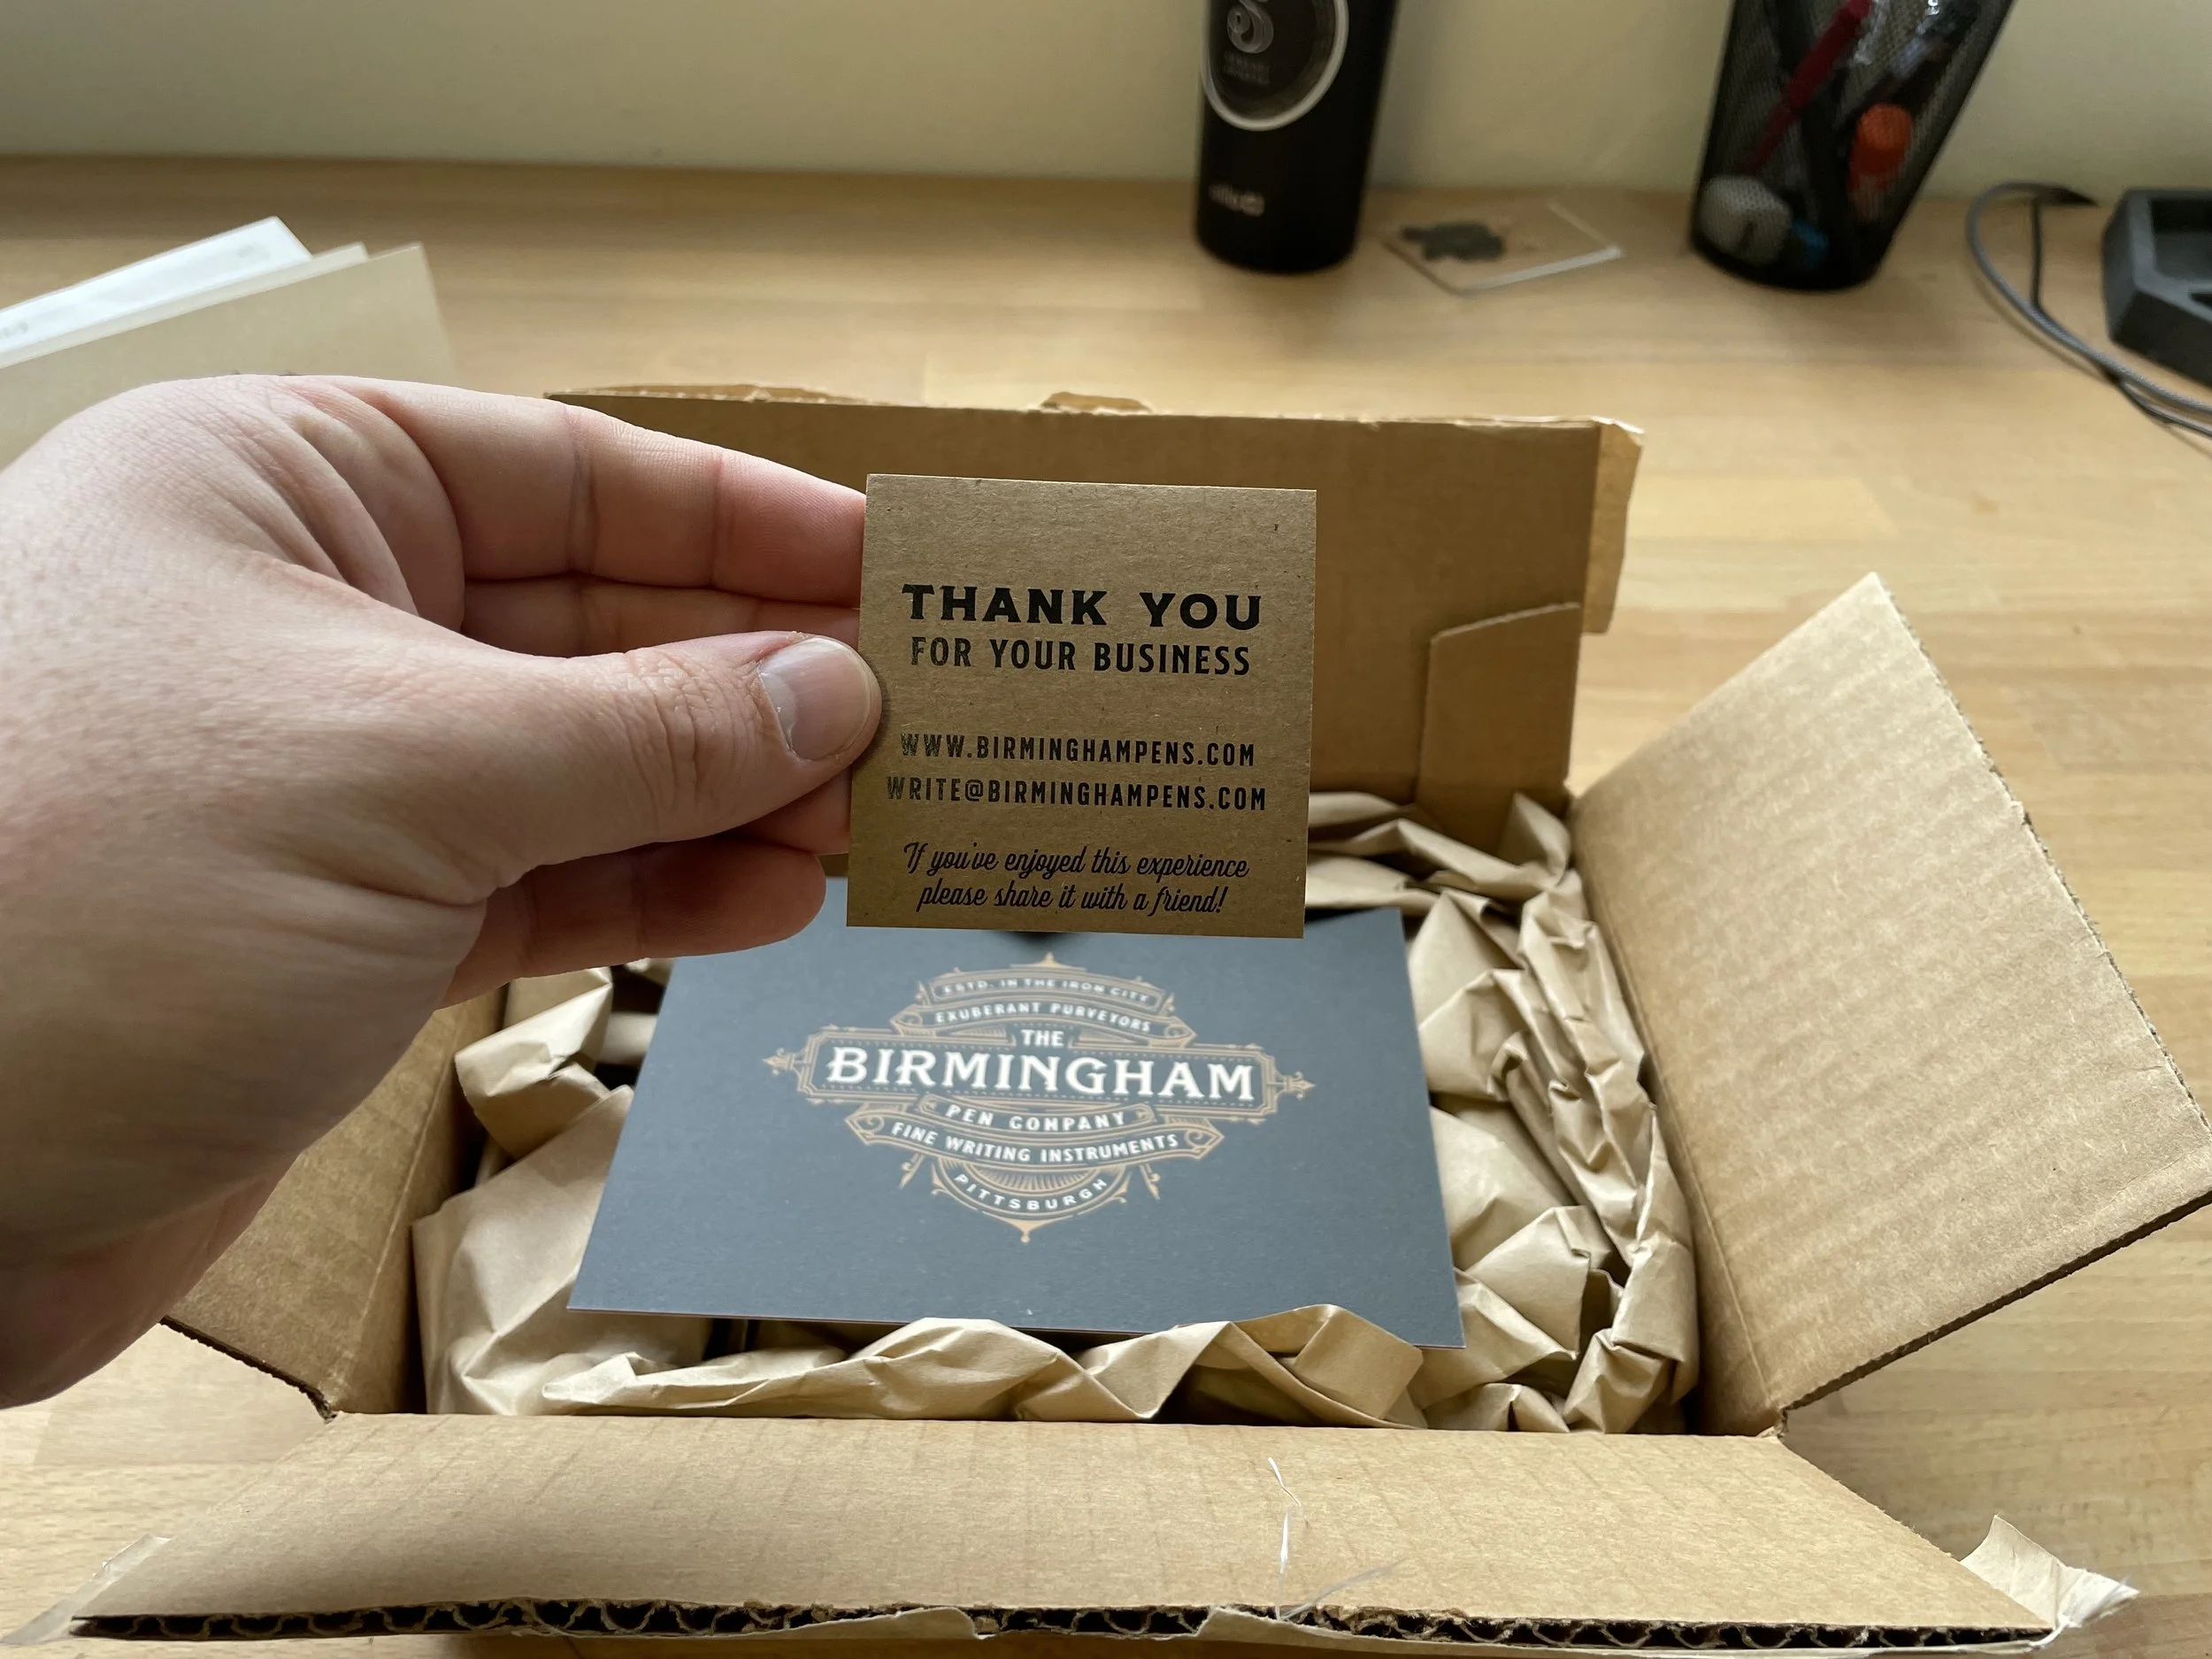 THANK YOU
FOR YOUR BUSINESS
WWW.BIRMINGHAMPENS.COM
WRITE@BIRMINGHAMPENS.COM
If you've enjoyed this experience
please share it with a friend!
ESTD. IN THE IRON CITY
EXUBERANT PURVEYORS
THE
BIRMINGHAM
PEN COMPANY
FINE WRITING INSTRUMENTS
PITTSBURGH